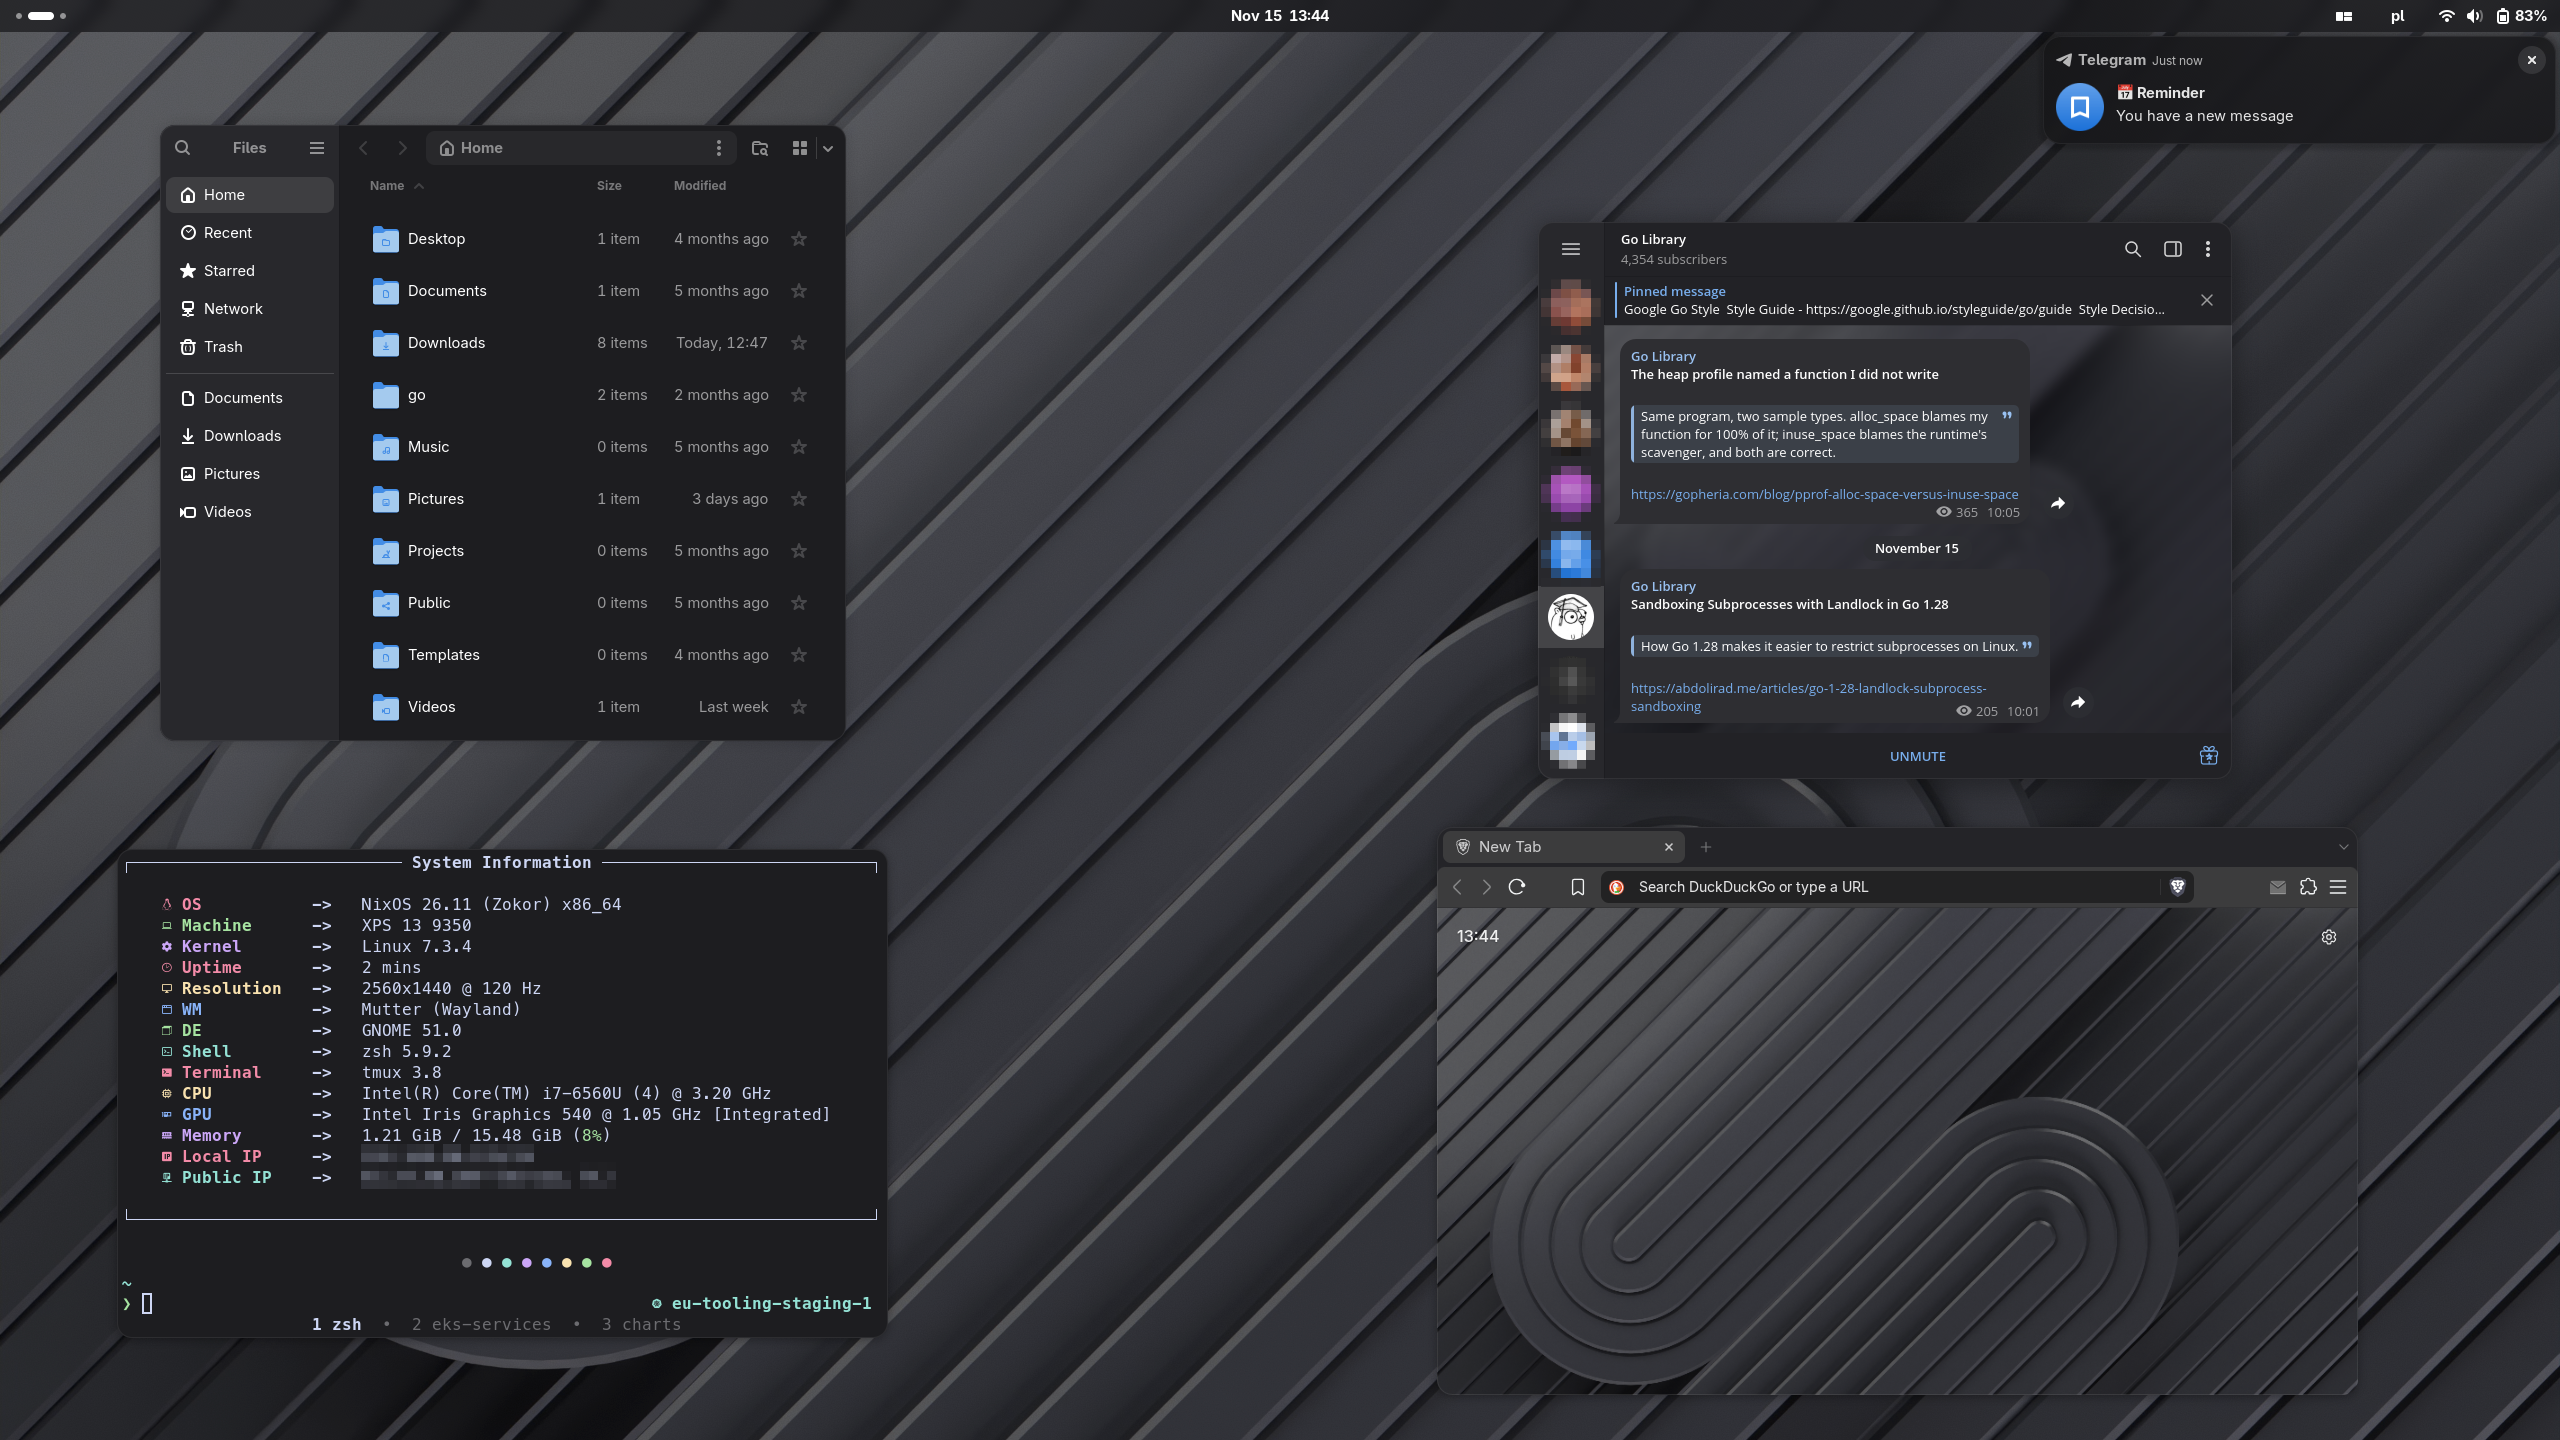 Nov 15 13:44
pl
83%
Telegram Just now
📅 Reminder
You have a new message
Files
Home
Recent
Starred
Network
Trash
Documents
Downloads
Pictures
Videos
Home
Name Size Modified
Desktop 1 item 4 months ago
Documents 1 item 5 months ago
Downloads 8 items Today, 12:47
go 2 items 2 months ago
Music 0 items 5 months ago
Pictures 1 item 3 days ago
Projects 0 items 5 months ago
Public 0 items 5 months ago
Templates 0 items 4 months ago
Videos 1 item Last week
Go Library
4,354 subscribers
Pinned message
Google Go Style Style Guide - https://google.github.io/styleguide/go/guide Style Decisio...
Go Library
The heap profile named a function I did not write
Same program, two sample types. alloc_space blames my
function for 100% of it; inuse_space blames the runtime's
scavenger, and both are correct.
https://gopheria.com/blog/pprof-alloc-space-versus-inuse-space
365 10:05
November 15
Go Library
Sandboxing Subprocesses with Landlock in Go 1.28
How Go 1.28 makes it easier to restrict subprocesses on Linux.
https://abdolirad.me/articles/go-1-28-landlock-subprocess-
sandboxing
205 10:01
UNMUTE
System Information
OS –> NixOS 26.11 (Zokor) x86_64
Machine –> XPS 13 9350
Kernel –> Linux 7.3.4
Uptime –> 2 mins
Resolution –> 2560x1440 @ 120 Hz
WM –> Mutter (Wayland)
DE –> GNOME 51.0
Shell –> zsh 5.9.2
Terminal –> tmux 3.8
CPU –> Intel(R) Core(TM) i7-6560U (4) @ 3.20 GHz
GPU –> Intel Iris Graphics 540 @ 1.05 GHz [Integrated]
Memory –> 1.21 GiB / 15.48 GiB (8%)
Local IP –>
Public IP –>
~
❯ eu-tooling-staging-1
1 zsh • 2 eks-services • 3 charts
New Tab
Search DuckDuckGo or type a URL
13:44